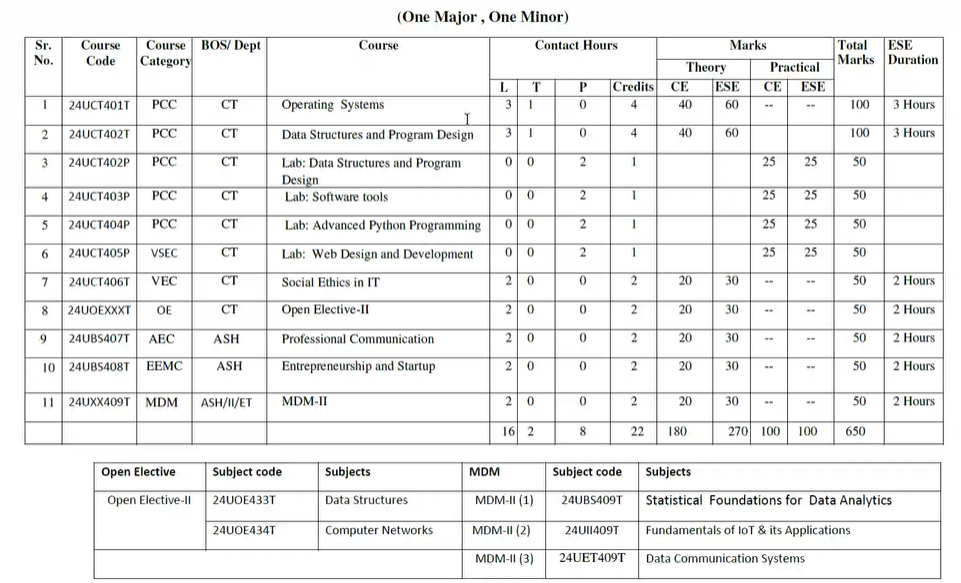 (One Major , One Minor)
Sr. No. Course Code Course Category BOS/ Dept Course Contact Hours Marks Total Marks ESE Duration
Theory Practical
L T P Credits CE ESE CE ESE
1 24UCT401T PCC CT Operating Systems 3 1 0 4 40 60 -- -- 100 3 Hours
2 24UCT402T PCC CT Data Structures and Program Design 3 1 0 4 40 60 100 3 Hours
3 24UCT402P PCC CT Lab: Data Structures and Program Design 0 0 2 1 25 25 50
4 24UCT403P PCC CT Lab: Software tools 0 0 2 1 25 25 50
5 24UCT404P PCC CT Lab: Advanced Python Programming 0 0 2 1 25 25 50
6 24UCT405P VSEC CT Lab: Web Design and Development 0 0 2 1 25 25 50
7 24UCT406T VEC CT Social Ethics in IT 2 0 0 2 20 30 -- -- 50 2 Hours
8 24UOEXXXT OE CT Open Elective-II 2 0 0 2 20 30 -- -- 50 2 Hours
9 24UBS407T AEC ASH Professional Communication 2 0 0 2 20 30 -- -- 50 2 Hours
10 24UBS408T EEMC ASH Entrepreneurship and Startup 2 0 0 2 20 30 -- -- 50 2 Hours
11 24UXX409T MDM ASH/II/ET MDM-II 2 0 0 2 20 30 -- -- 50 2 Hours
16 2 8 22 180 270 100 100 650
Open Elective Subject code Subjects MDM Subject code Subjects
Open Elective-II 24UOE433T Data Structures MDM-II (1) 24UBS409T Statistical Foundations for Data Analytics
24UOE434T Computer Networks MDM-II (2) 24UII409T Fundamentals of IoT & its Applications
MDM-II (3) 24UET409T Data Communication Systems